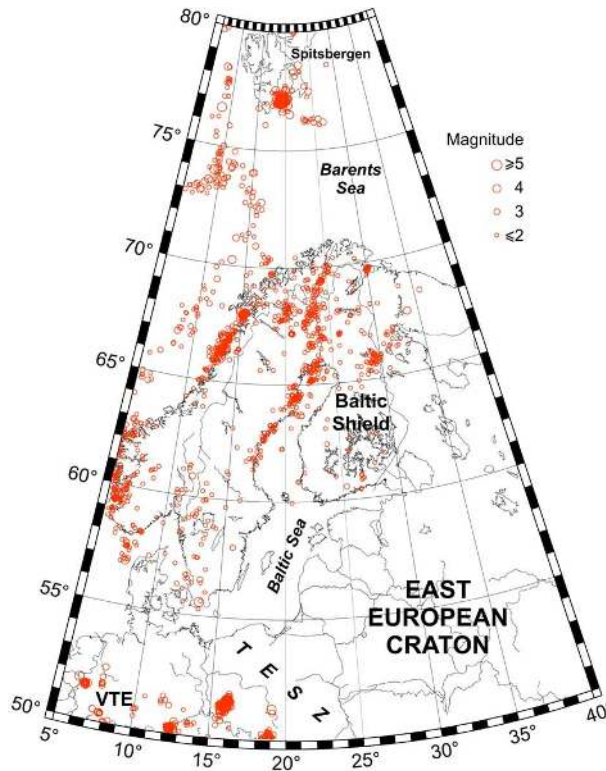 80°
Spitsbergen
75°
Magnitude
⩾5
4
3
⩽2
Barents
Sea
70°
65°
Baltic
Shield
60°
Baltic Sea
55°
EAST
EUROPEAN
CRATON
TESZ
VTE
50°
5°
10°
15°
20°
25°
30°
35°
40°